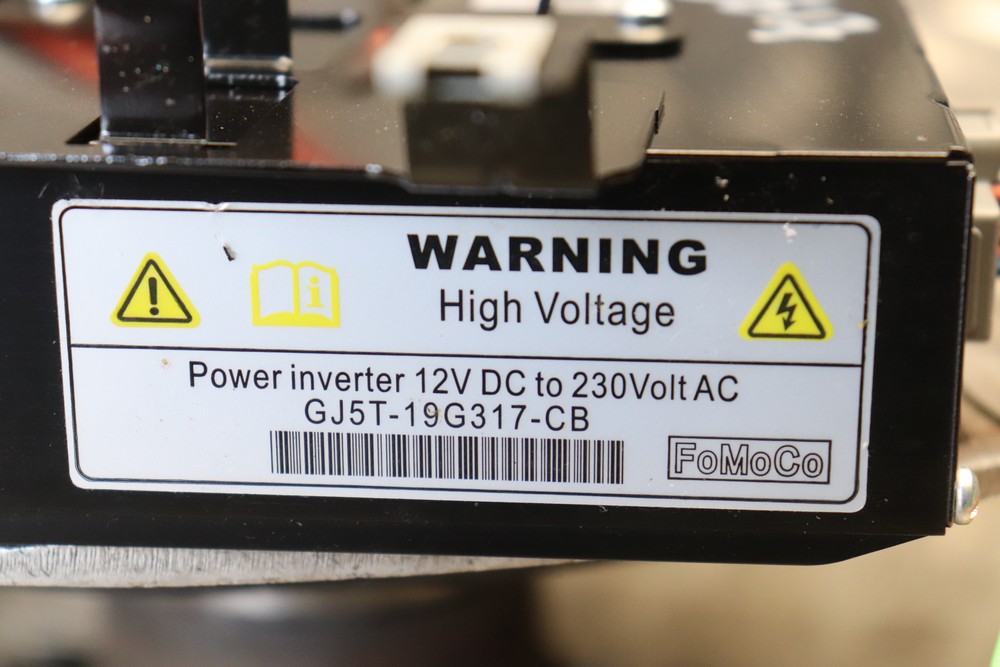 WARNING
High Voltage
Power inverter 12V DC to 230Volt AC
GJ5T-19G317-CB
FoMoCo